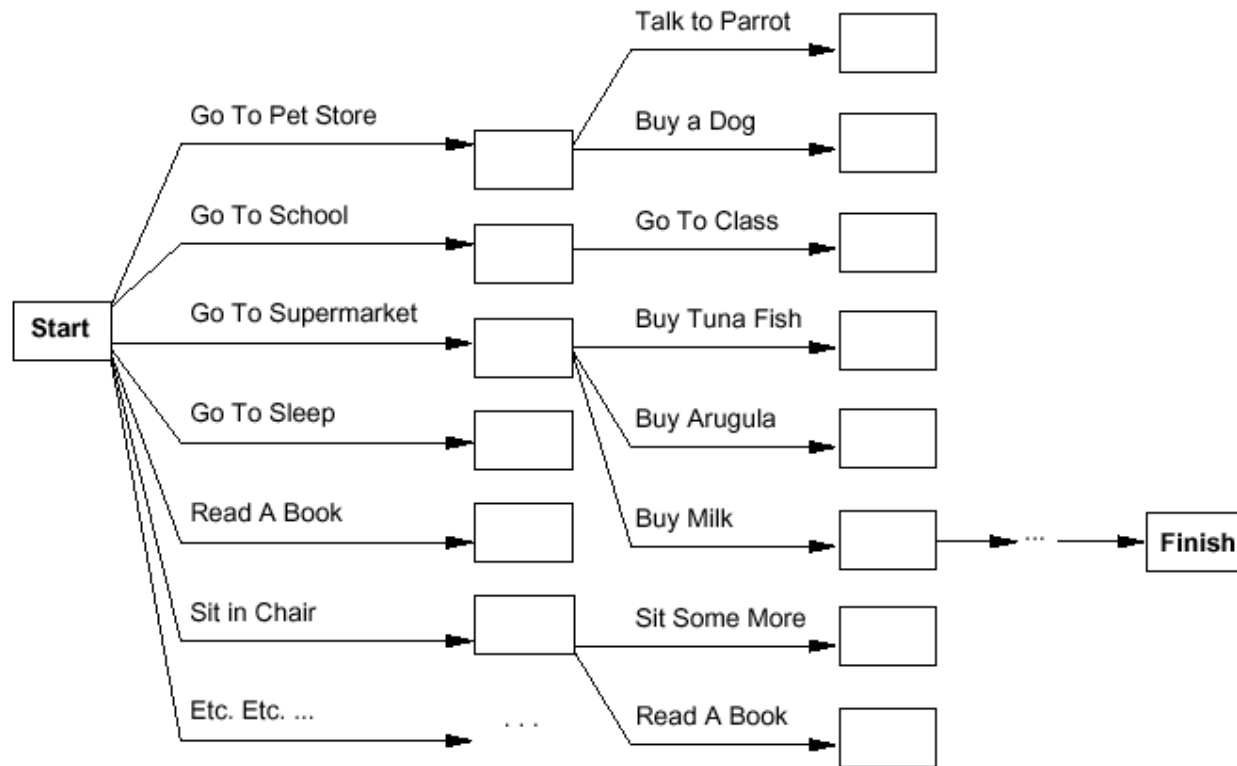 Talk to Parrot
Go To Pet Store
Buy a Dog
Go To School
Go To Class
Start
Go To Supermarket
Buy Tuna Fish
Go To Sleep
Buy Arugula
Read A Book
Buy Milk
...
Finish
Sit in Chair
Sit Some More
Etc. Etc. ...
. . .
Read A Book